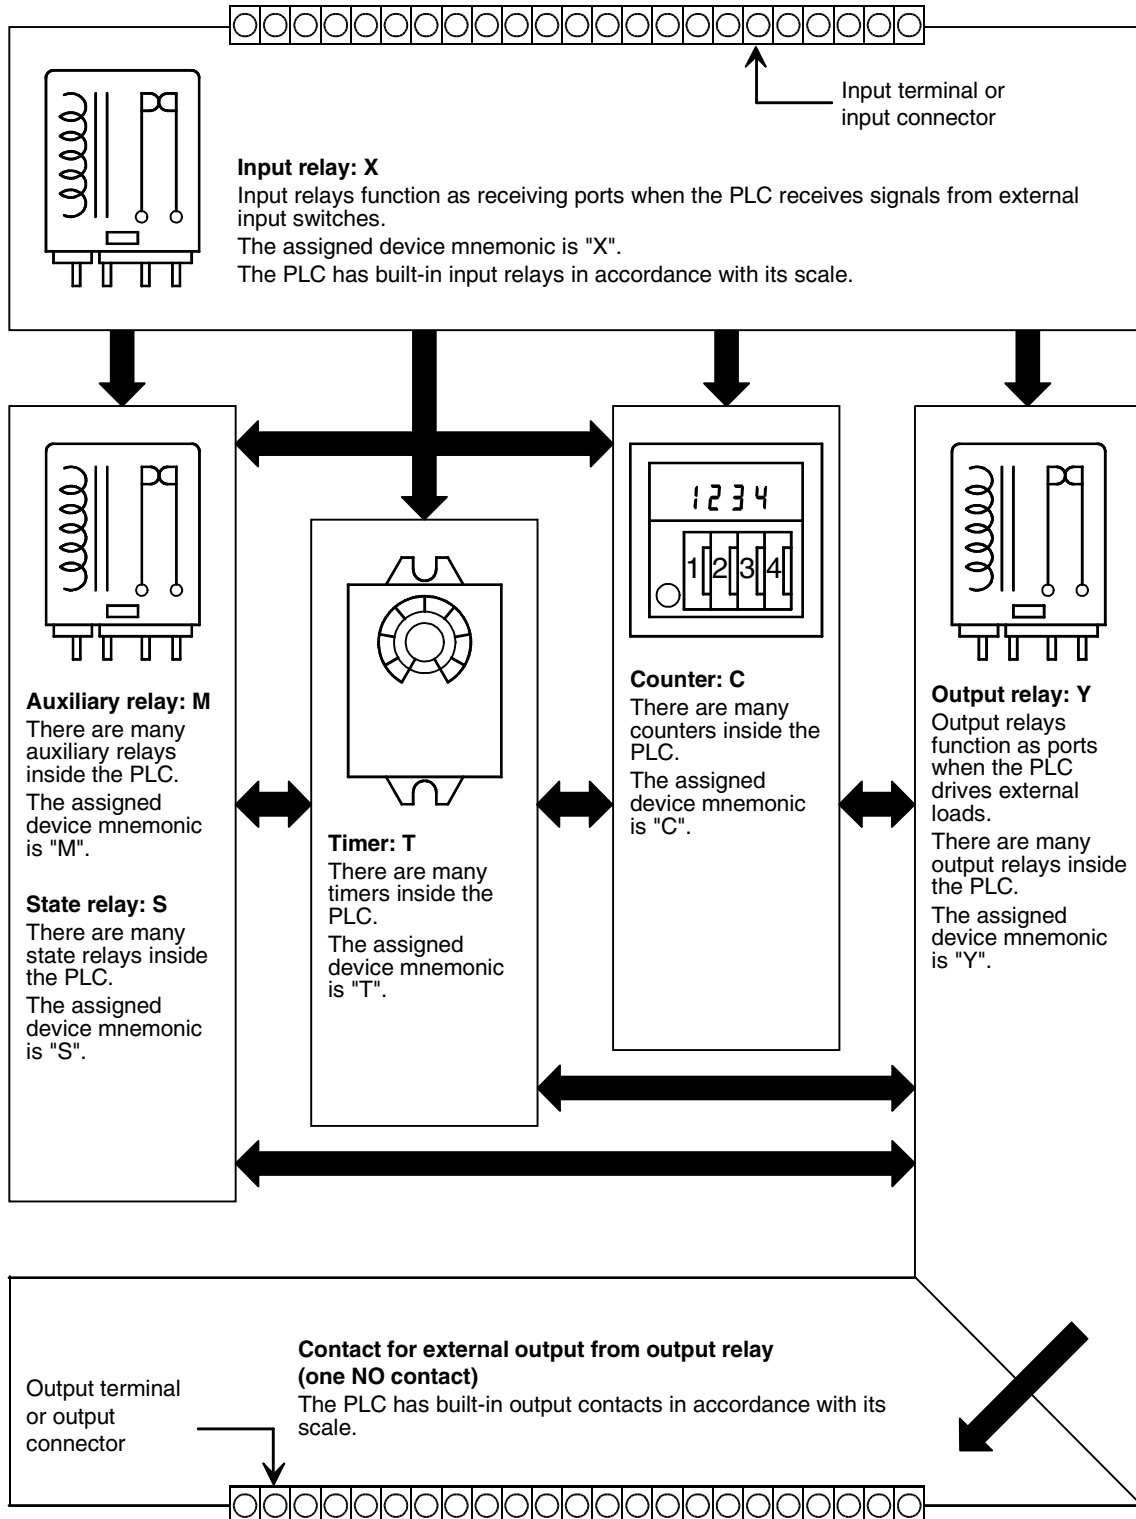 Input terminal or
input connector
Input relay: X
Input relays function as receiving ports when the PLC receives signals from external
input switches.
The assigned device mnemonic is "X".
The PLC has built-in input relays in accordance with its scale.
Auxiliary relay: M
There are many
auxiliary relays
inside the PLC.
The assigned
device mnemonic
is "M".
State relay: S
There are many
state relays inside
the PLC.
The assigned
device mnemonic
is "S".
Timer: T
There are many
timers inside the
PLC.
The assigned
device mnemonic
is "T".
1234
1 2 3 4
Counter: C
There are many
counters inside the
PLC.
The assigned
device mnemonic
is "C".
Output relay: Y
Output relays
function as ports
when the PLC
drives external
loads.
There are many
output relays inside
the PLC.
The assigned
device mnemonic
is "Y".
Contact for external output from output relay
(one NO contact)
The PLC has built-in output contacts in accordance with its
scale.
Output terminal
or output
connector